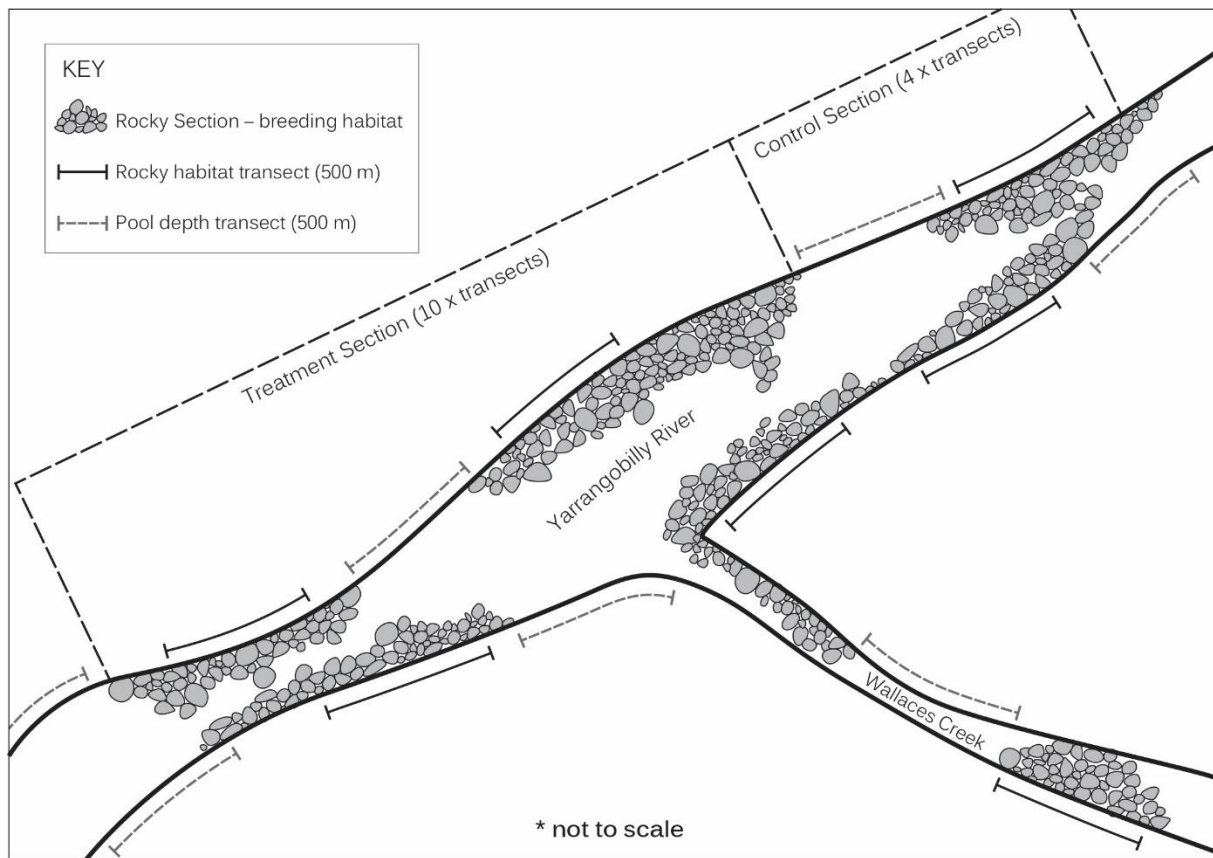 KEY
Rocky Section – breeding habitat
Rocky habitat transect (500 m)
Pool depth transect (500 m)
Treatment Section (10 x transects)
Control Section (4 x transects)
Yarrangobilly River
Wallaces Creek
* not to scale